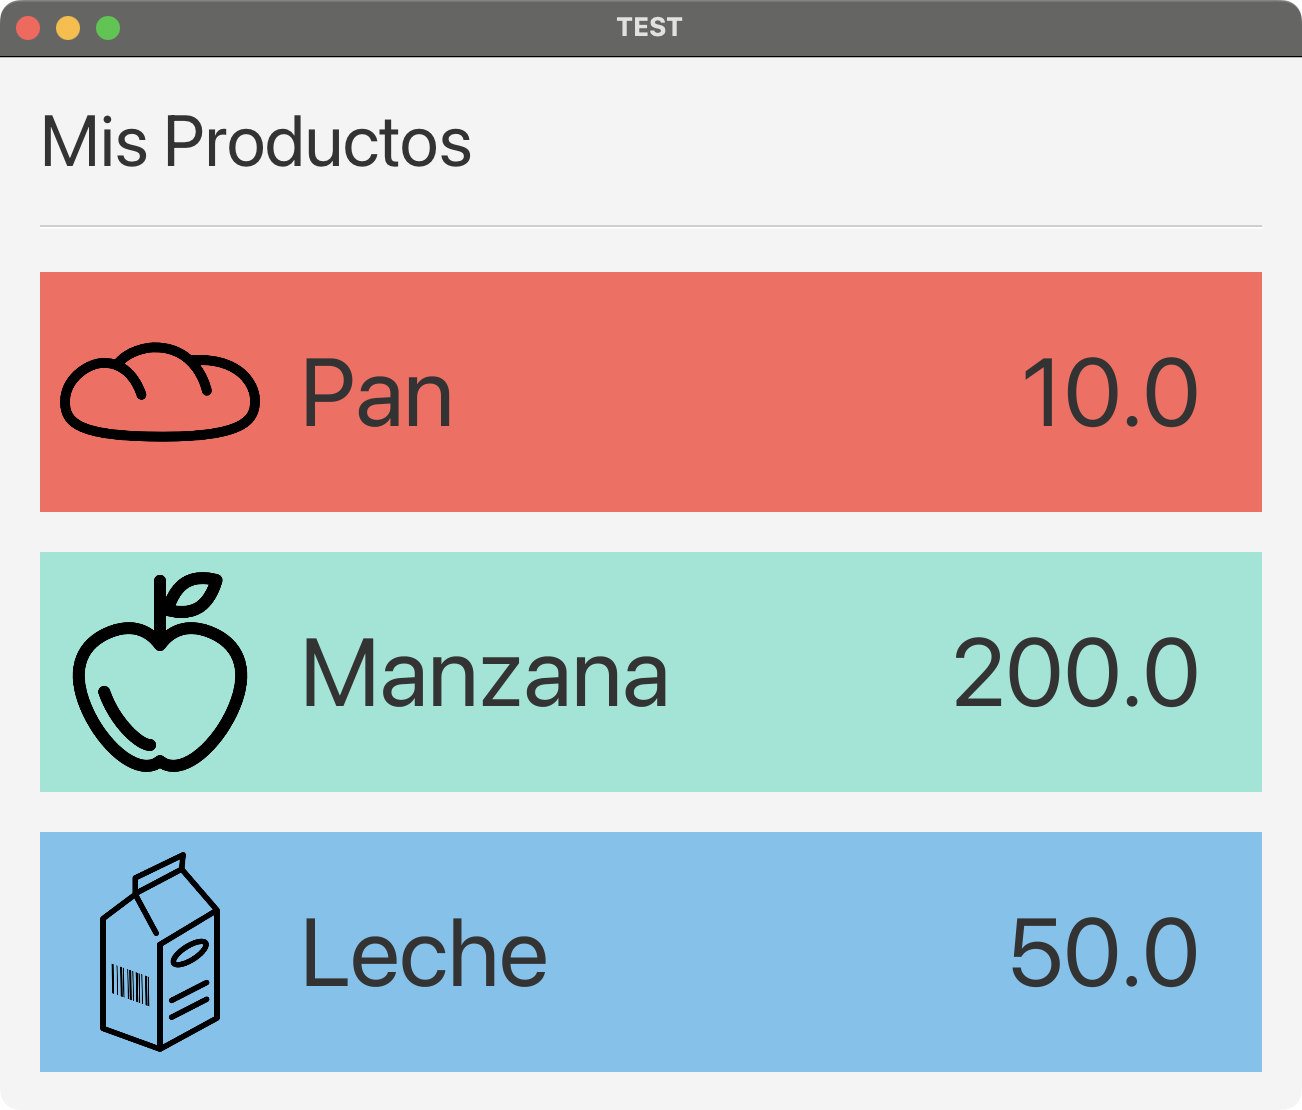 TEST
Mis Productos
Pan 10.0
Manzana 200.0
Leche 50.0